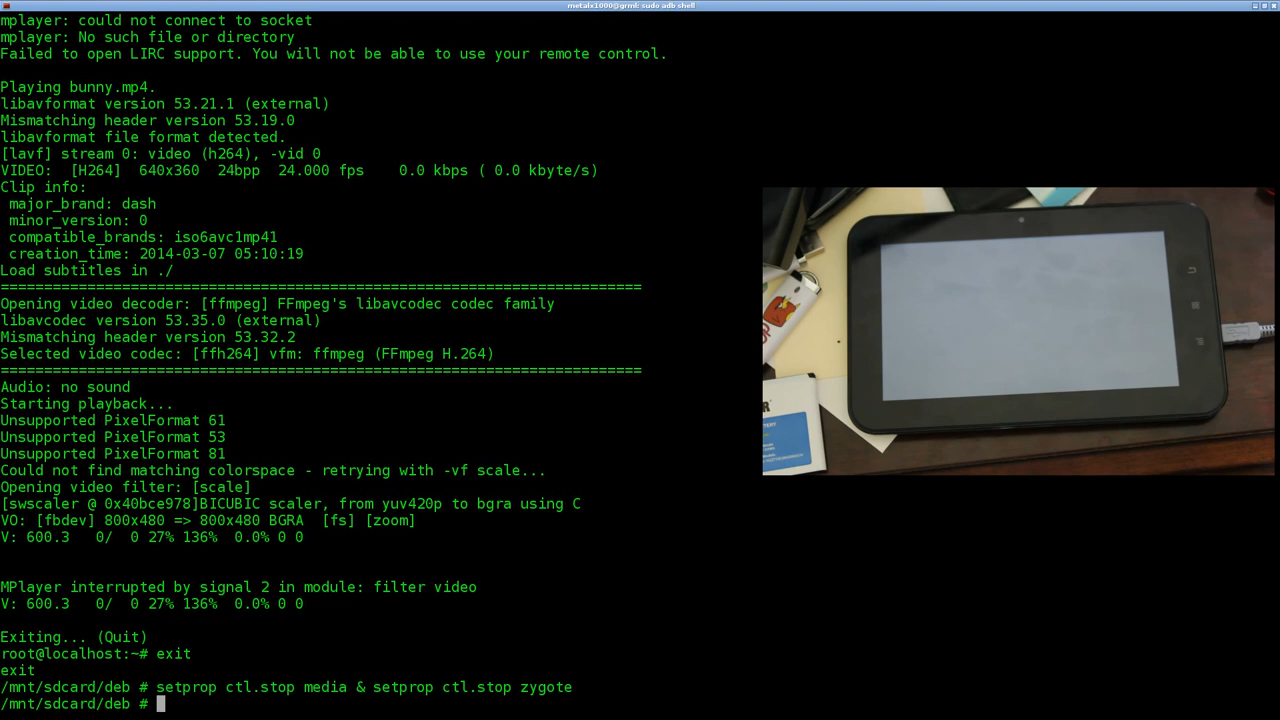 metalx1000@grml: sudo adb shell
mplayer: could not connect to socket
mplayer: No such file or directory
Failed to open LIRC support. You will not be able to use your remote control.
Playing bunny.mp4.
libavformat version 53.21.1 (external)
Mismatching header version 53.19.0
libavformat file format detected.
[lavf] stream 0: video (h264), -vid 0
VIDEO:  [H264]  640x360  24bpp  24.000 fps    0.0 kbps ( 0.0 kbyte/s)
Clip info:
 major_brand: dash
 minor_version: 0
 compatible_brands: iso6avc1mp41
 creation_time: 2014-03-07 05:10:19
Load subtitles in ./
==========================================================================
Opening video decoder: [ffmpeg] FFmpeg's libavcodec codec family
libavcodec version 53.35.0 (external)
Mismatching header version 53.32.2
Selected video codec: [ffh264] vfm: ffmpeg (FFmpeg H.264)
==========================================================================
Audio: no sound
Starting playback...
Unsupported PixelFormat 61
Unsupported PixelFormat 53
Unsupported PixelFormat 81
Could not find matching colorspace - retrying with -vf scale...
Opening video filter: [scale]
[swscaler @ 0x40bce978]BICUBIC scaler, from yuv420p to bgra using C
VO: [fbdev] 800x480 => 800x480 BGRA  [fs] [zoom]
V: 600.3   0/  0 27% 136%  0.0% 0 0
MPlayer interrupted by signal 2 in module: filter video
V: 600.3   0/  0 27% 136%  0.0% 0 0
Exiting... (Quit)
root@localhost:~# exit
exit
/mnt/sdcard/deb # setprop ctl.stop media & setprop ctl.stop zygote
/mnt/sdcard/deb #